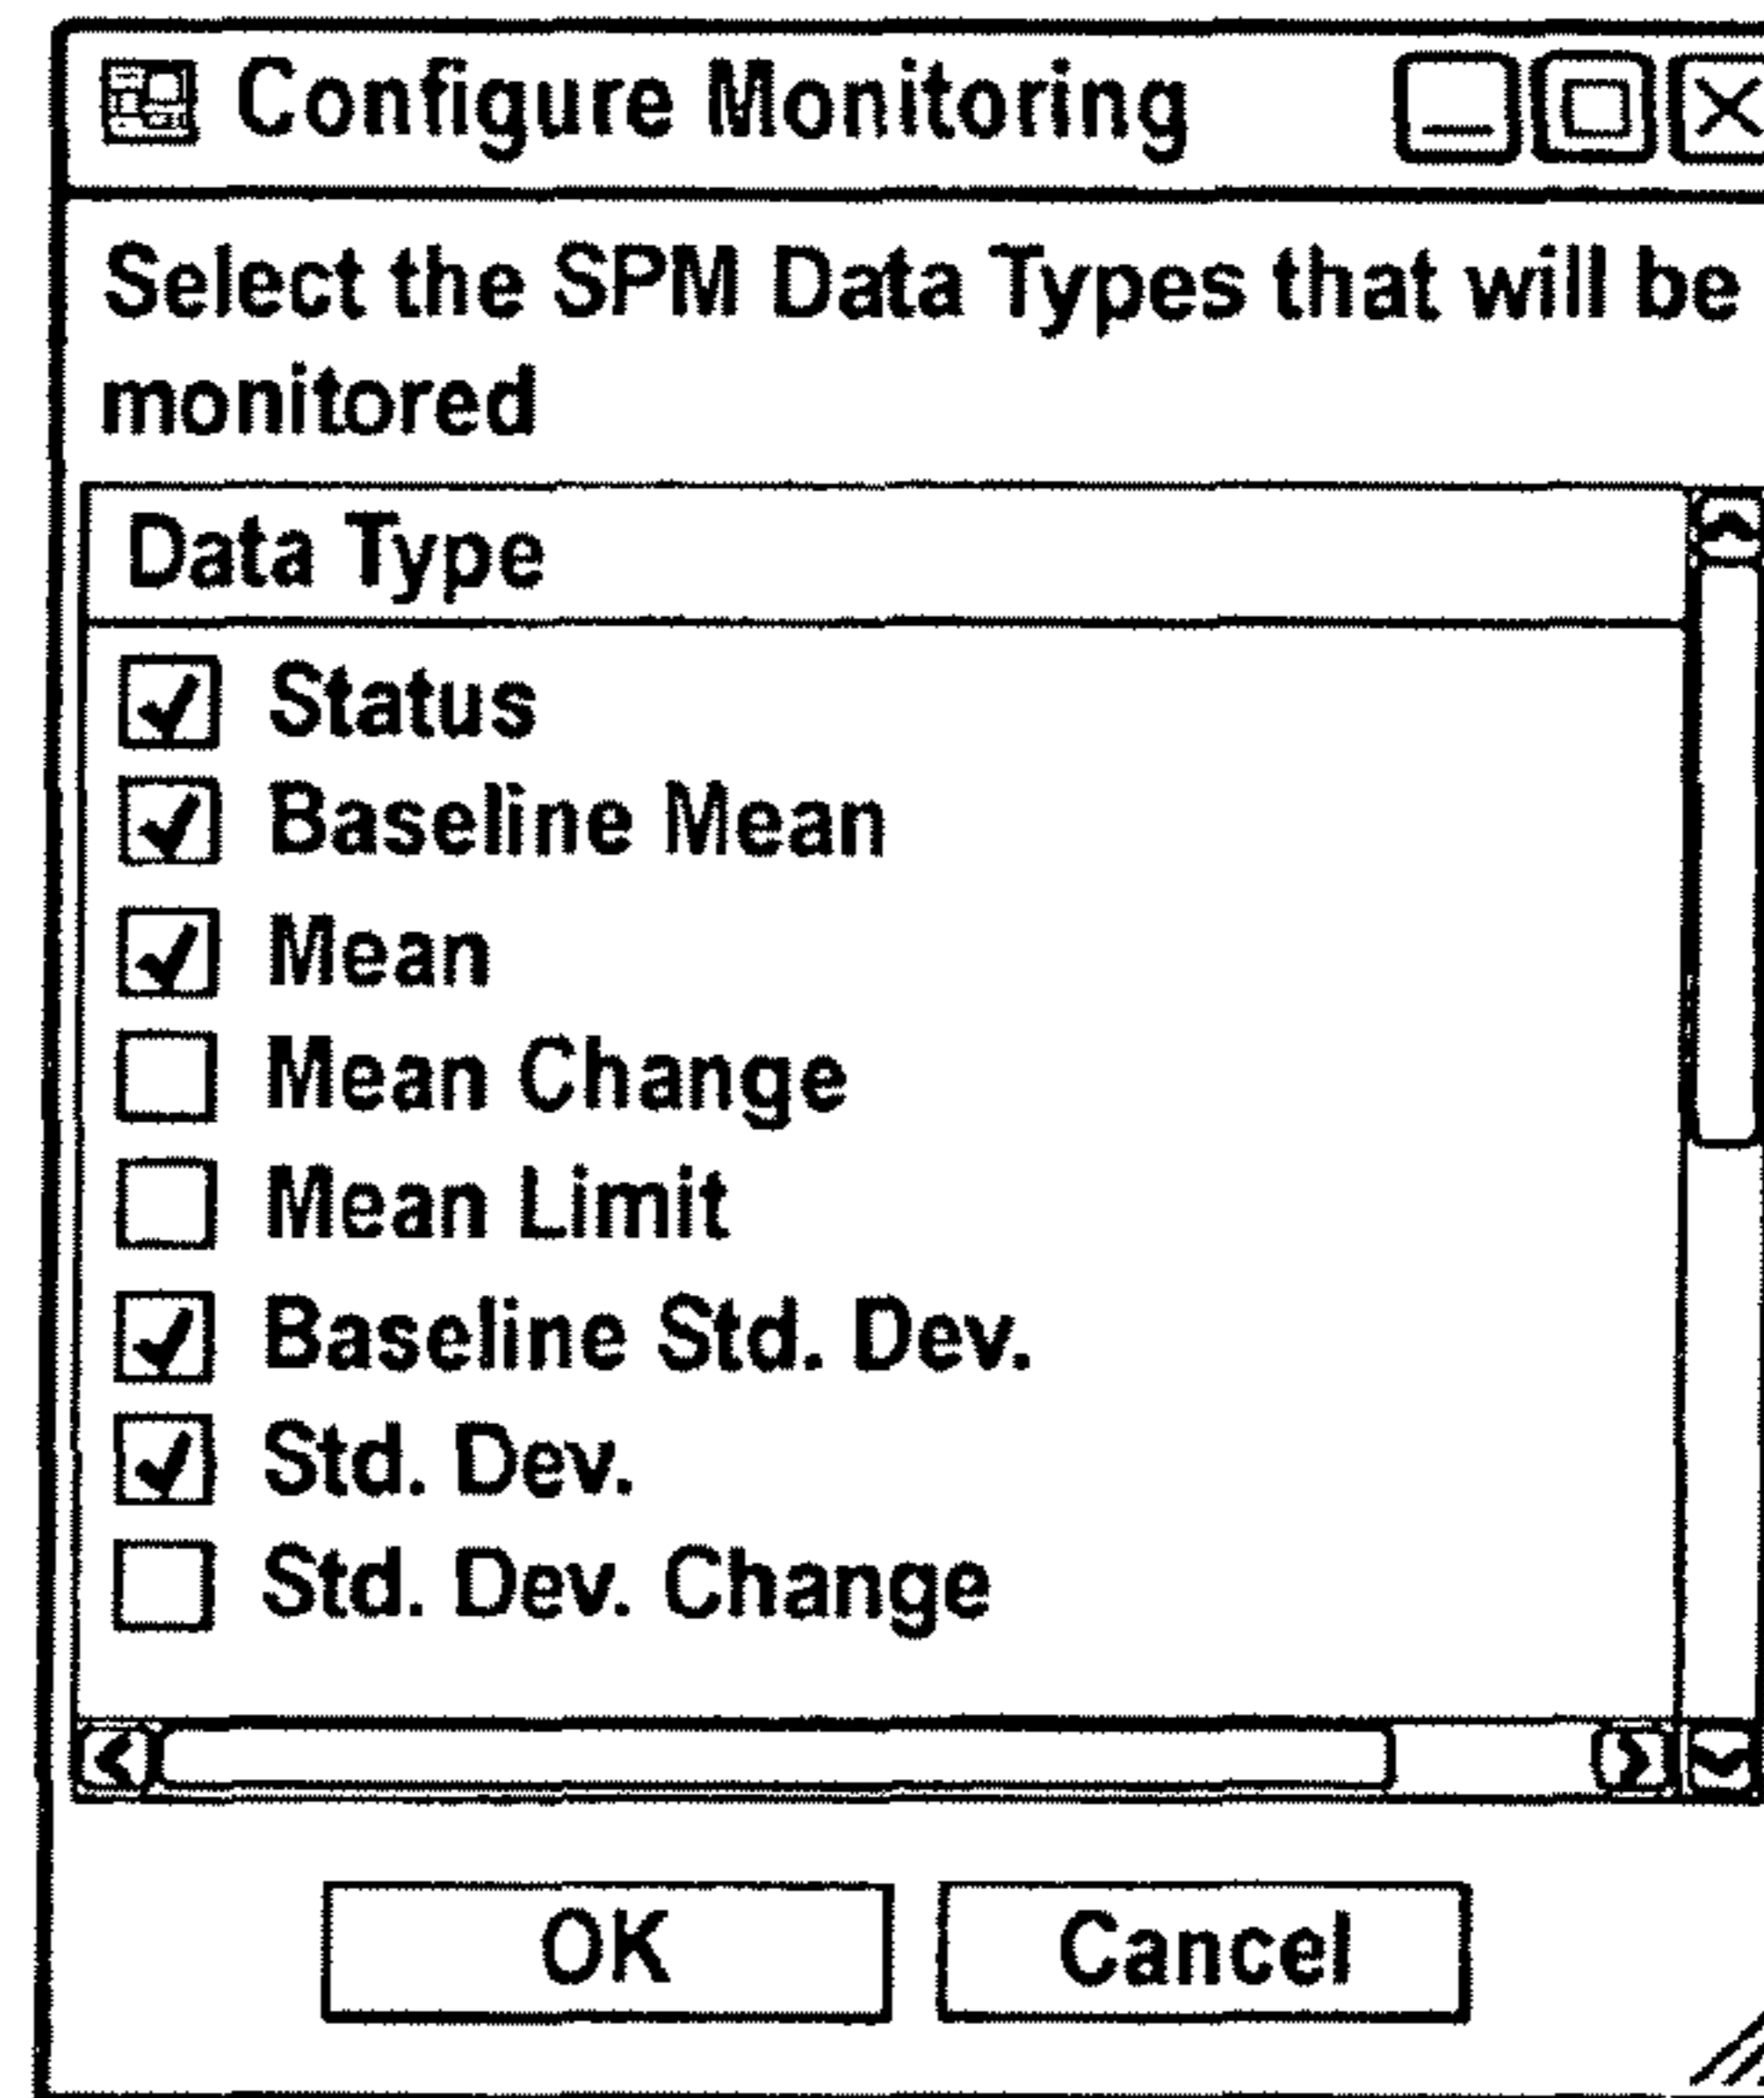 Configure Monitoring
Select the SPM Data Types that will be
monitored
Data Type
Status
Baseline Mean
Mean
Mean Change
Mean Limit
Baseline Std. Dev.
Std. Dev.
Std. Dev. Change
OK
Cancel